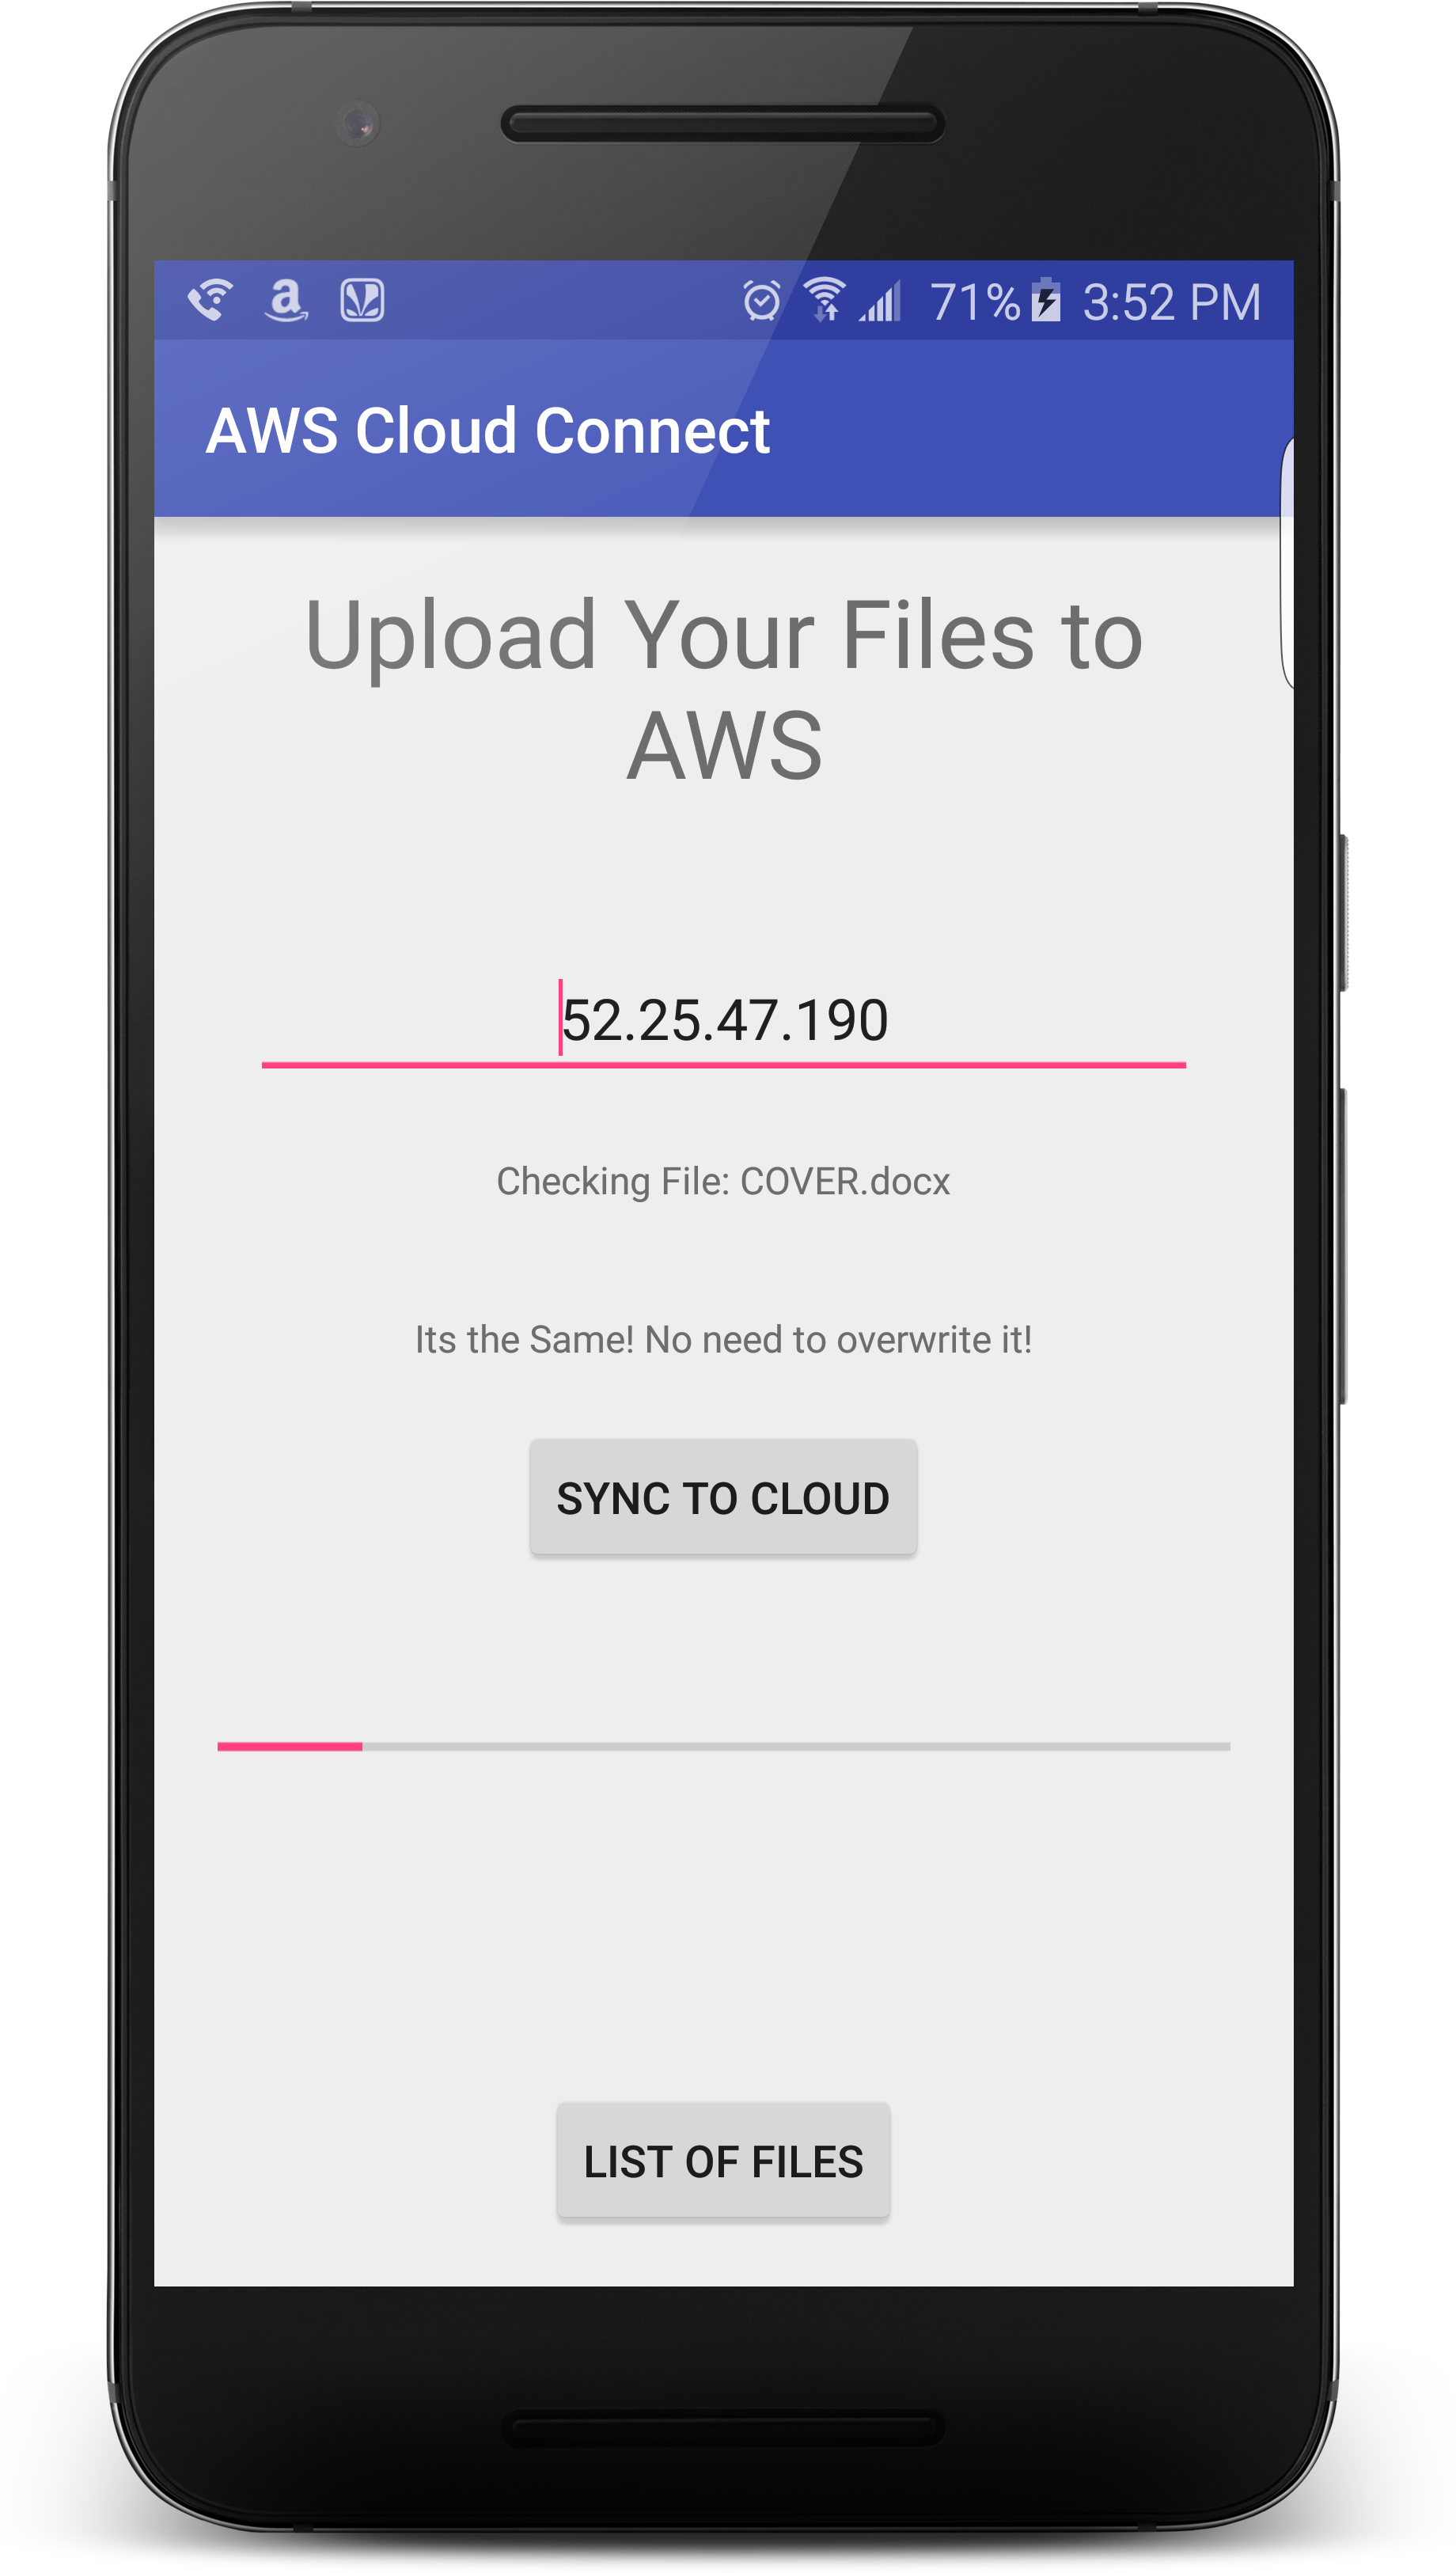 71% 3:52 PM
AWS Cloud Connect
Upload Your Files to
AWS
52.25.47.190
Checking File: COVER.docx
Its the Same! No need to overwrite it!
SYNC TO CLOUD
LIST OF FILES